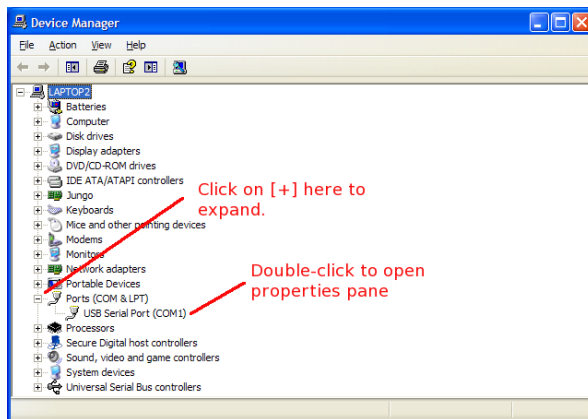 Device Manager
File Action View Help
LAPTOP2
Batteries
Computer
Disk drives
Display adapters
DVD/CD-ROM drives
IDE ATA/ATAPI controllers
Click on [+] here to
expand.
Jungo
Keyboards
Mice and other pointing devices
Modems
Monitors
Network adapters
Double-click to open
properties pane
Portable Devices
Ports (COM & LPT)
USB Serial Port (COM1)
Processors
Secure Digital host controllers
Sound, video and game controllers
System devices
Universal Serial Bus controllers